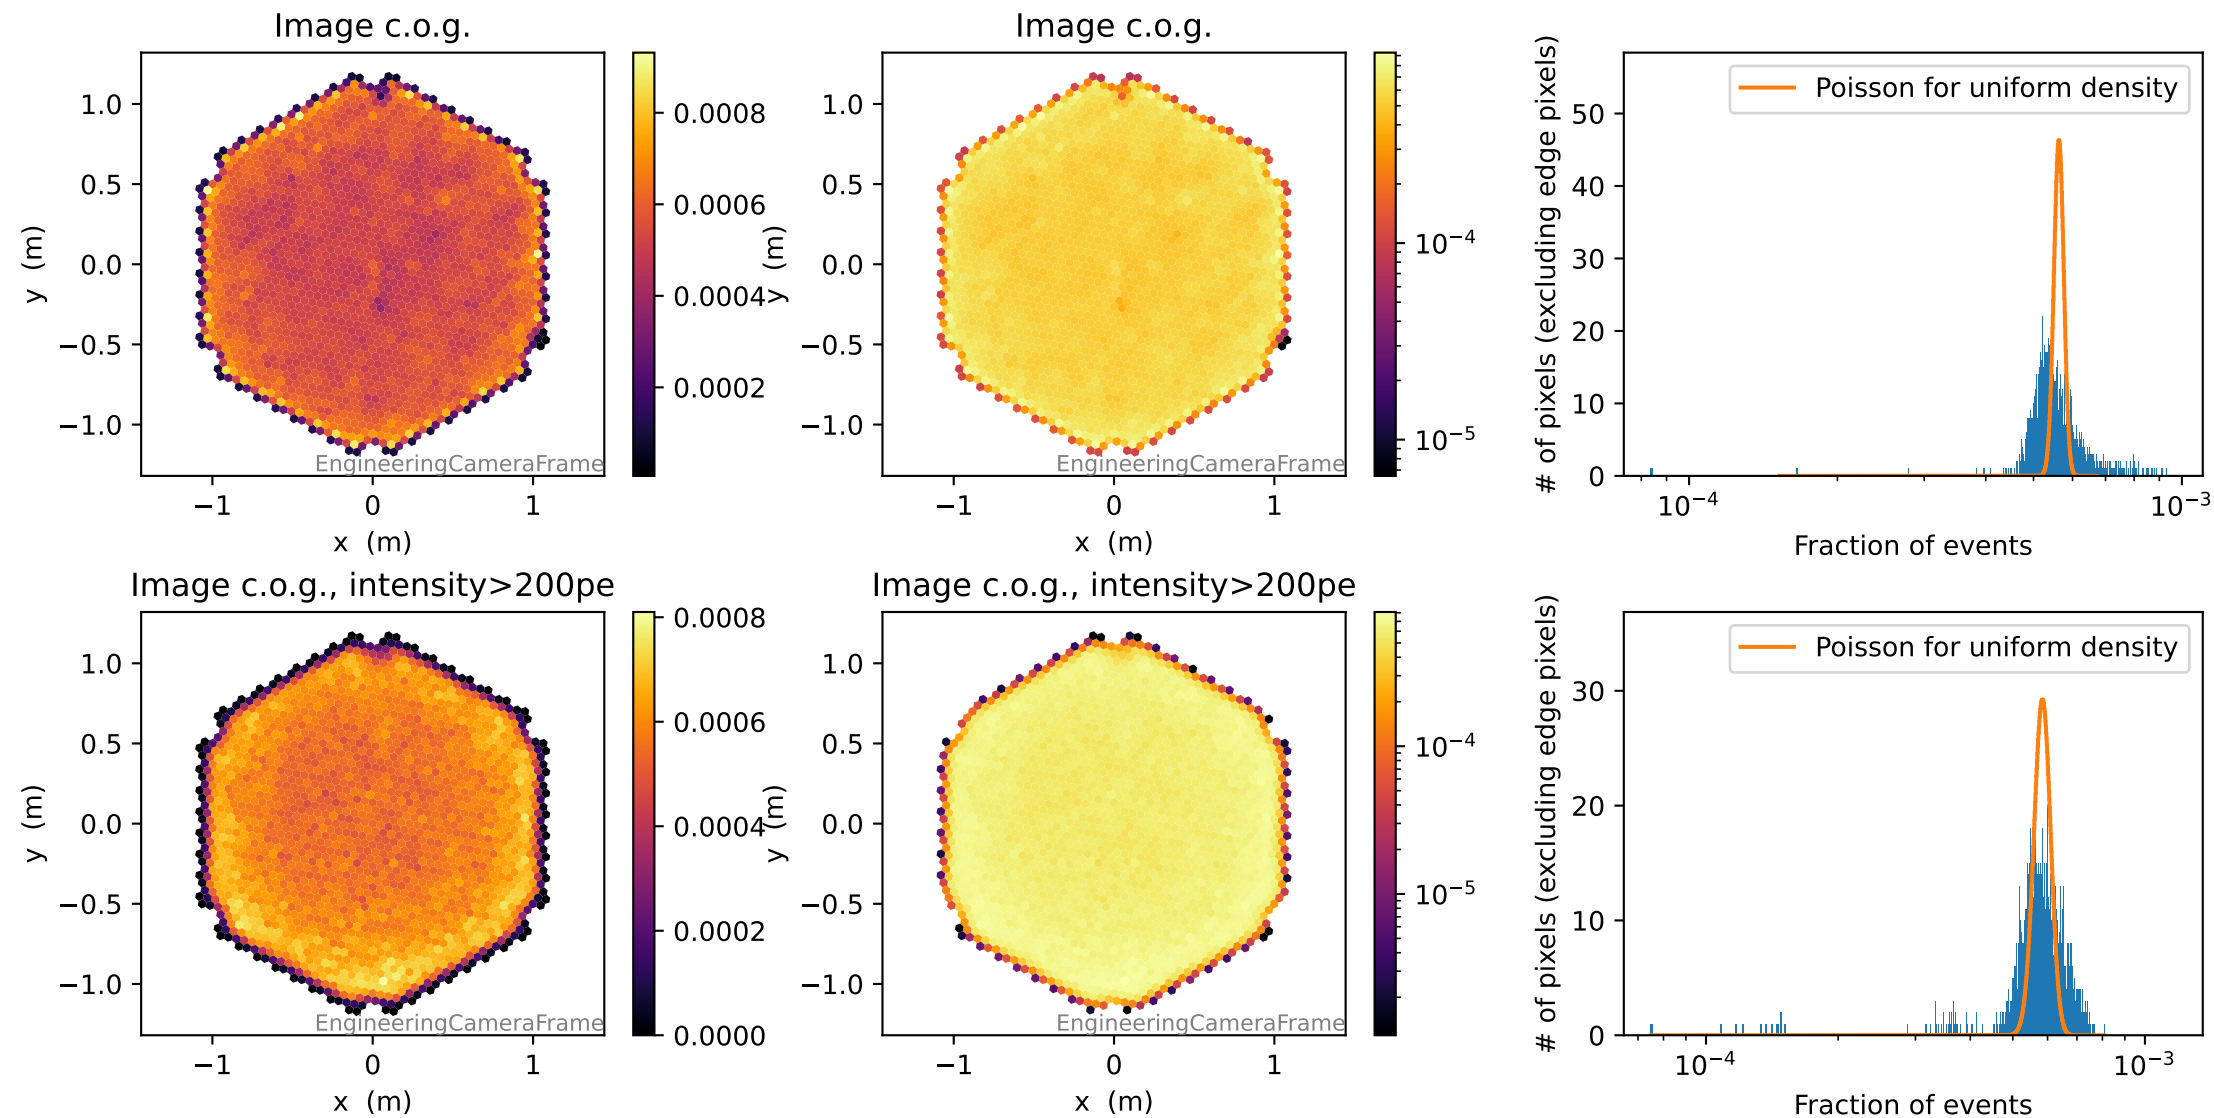 Image c.o.g.
y (m)
1.0
0.5
0.0
−0.5
−1.0
−1 0 1
x (m)
EngineeringCameraFrame
0.0008
0.0006
0.0004
0.0002
Image c.o.g.
y (m)
1.0
0.5
0.0
−0.5
−1.0
−1 0 1
x (m)
EngineeringCameraFrame
10−4
10−5
# of pixels (excluding edge pixels)
50
40
30
20
10
0
Poisson for uniform density
10−4 10−3
Fraction of events
Image c.o.g., intensity>200pe
y (m)
1.0
0.5
0.0
−0.5
−1.0
−1 0 1
x (m)
EngineeringCameraFrame
0.0008
0.0006
0.0004
0.0002
0.0000
Image c.o.g., intensity>200pe
y (m)
1.0
0.5
0.0
−0.5
−1.0
−1 0 1
x (m)
EngineeringCameraFrame
10−4
10−5
# of pixels (excluding edge pixels)
30
20
10
0
Poisson for uniform density
10−4 10−3
Fraction of events